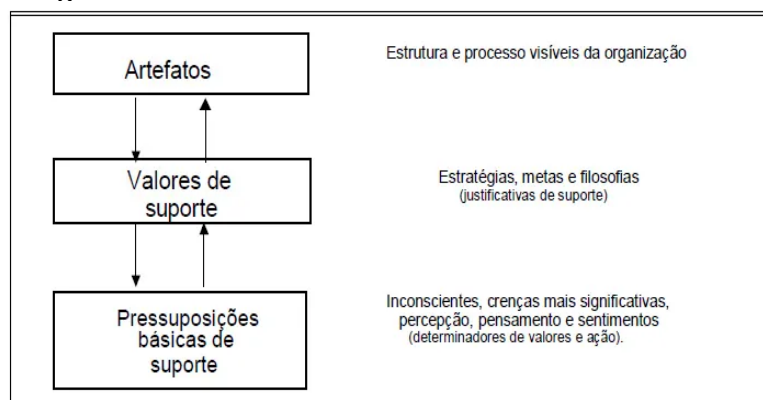 Artefatos
Estrutura e processo visíveis da organização
Valores de
suporte
Estratégias, metas e filosofias
(justificativas de suporte)
Pressuposições
básicas de
suporte
Inconscientes, crenças mais significativas,
percepção, pensamento e sentimentos
(determinadores de valores e ação).